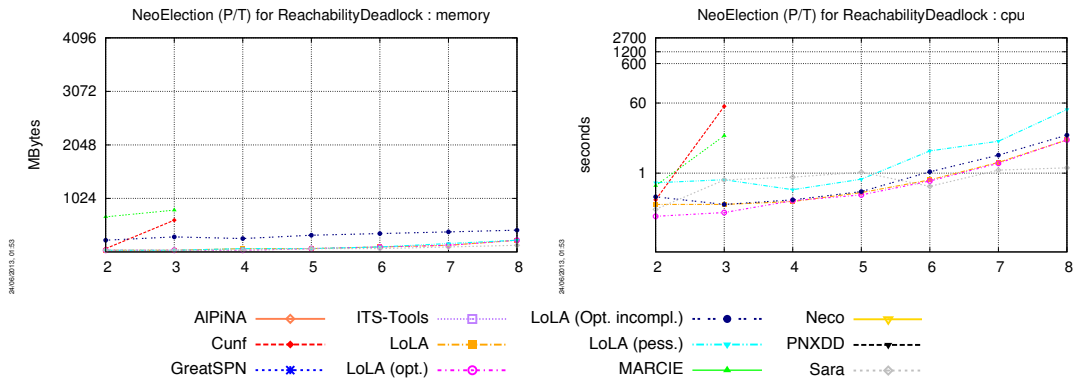 NeoElection (P/T) for ReachabilityDeadlock : memory
4096
3072
2048
1024
MBytes
2 3 4 5 6 7 8
24/06/2013, 01:53
NeoElection (P/T) for ReachabilityDeadlock : cpu
2700
1200
600
60
1
seconds
2 3 4 5 6 7 8
24/06/2013, 01:53
AlPiNA
Cunf
GreatSPN
ITS-Tools
LoLA
LoLA (opt.)
LoLA (Opt. incompl.)
LoLA (pess.)
MARCIE
Neco
PNXDD
Sara